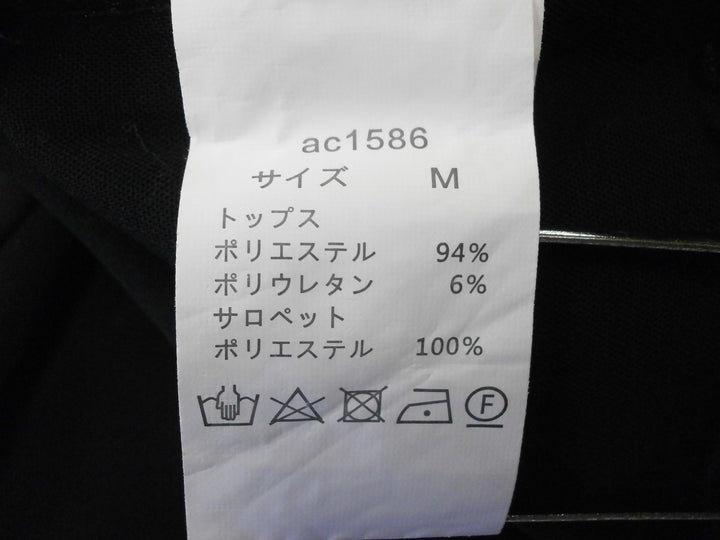 ac1586
サイズ M
トップス
ポリエステル 94%
ポリウレタン 6%
サロペット
ポリエステル 100%
F